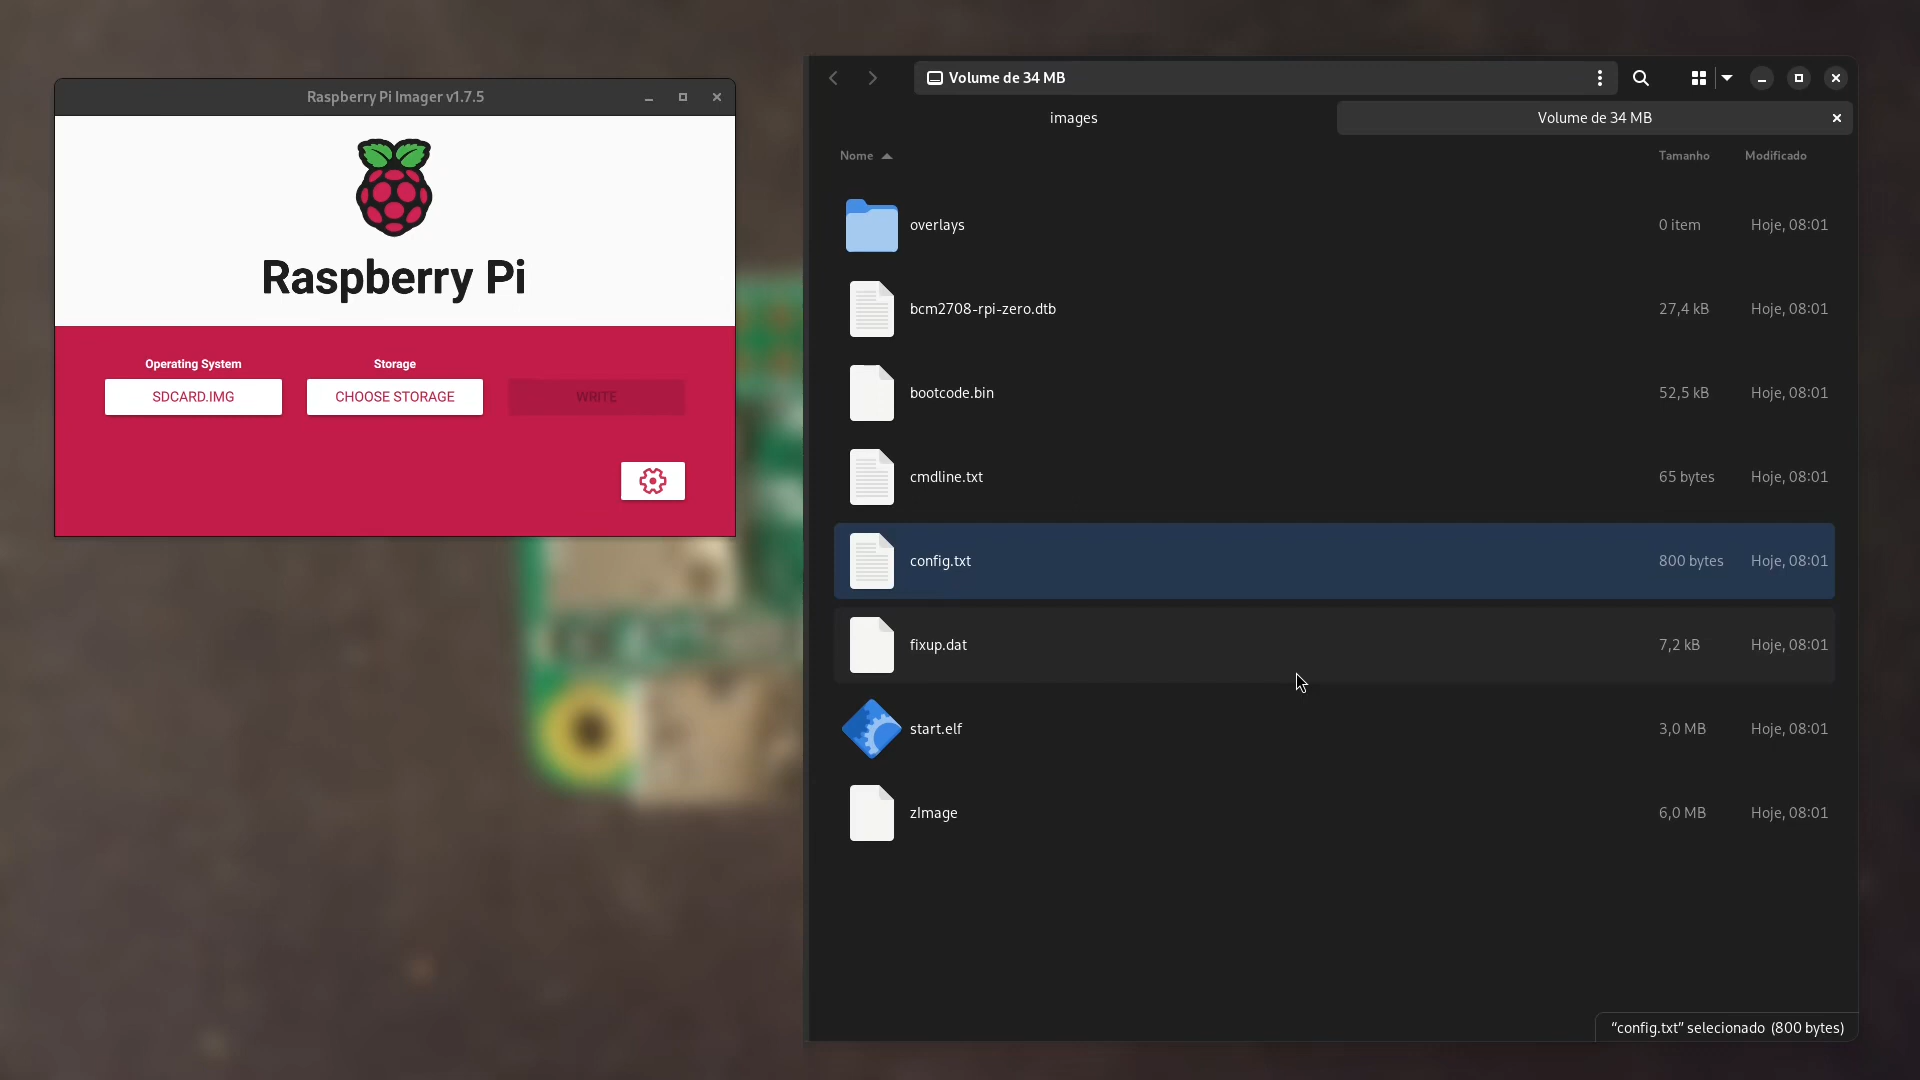 Raspberry Pi Imager v1.7.5
Raspberry Pi
Operating System
Storage
SDCARD.IMG
CHOOSE STORAGE
WRITE
Volume de 34 MB
images
Volume de 34 MB
Nome
Tamanho
Modificado
overlays
0 item
Hoje, 08:01
bcm2708-rpi-zero.dtb
27,4 kB
Hoje, 08:01
bootcode.bin
52,5 kB
Hoje, 08:01
cmdline.txt
65 bytes
Hoje, 08:01
config.txt
800 bytes
Hoje, 08:01
fixup.dat
7,2 kB
Hoje, 08:01
start.elf
3,0 MB
Hoje, 08:01
zImage
6,0 MB
Hoje, 08:01
“config.txt” selecionado (800 bytes)